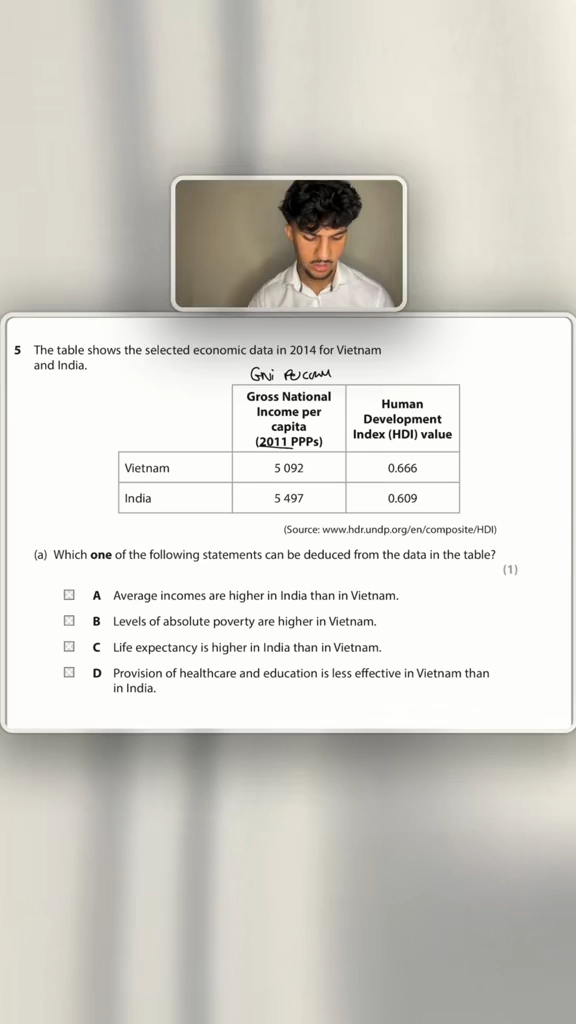 5 The table shows the selected economic data in 2014 for Vietnam
and India.
Gni
Gross National
Income per
capita
(2011 PPPs)
Human
Development
Index (HDI) value
Vietnam 5 092 0.666
India 5 497 0.609
(Source: www.hdr.undp.org/en/composite/HDI)
(a) Which one of the following statements can be deduced from the data in the table?
(1)
A Average incomes are higher in India than in Vietnam.
B Levels of absolute poverty are higher in Vietnam.
C Life expectancy is higher in India than in Vietnam.
D Provision of healthcare and education is less effective in Vietnam than
in India.